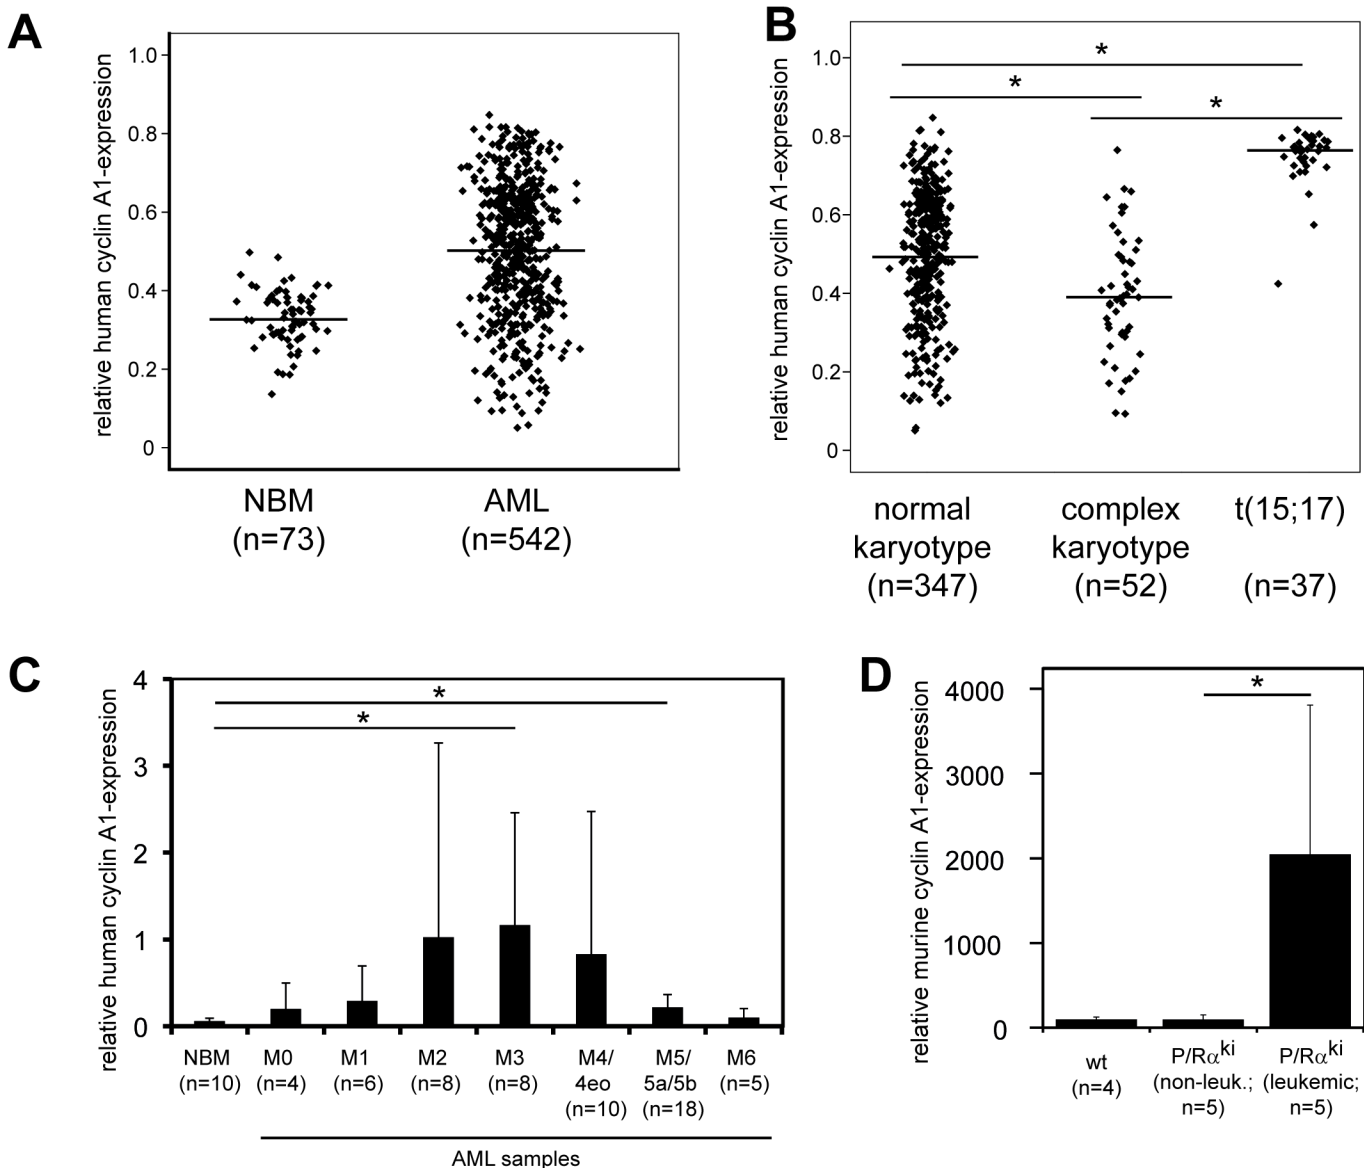 A
relative human cyclin A1-expression
1.0
0.8
0.6
0.4
0.2
0
NBM
(n=73)
AML
(n=542)
B
relative human cyclin A1-expression
1.0
0.8
0.6
0.4
0.2
0
*
*
*
normal
karyotype
(n=347)
complex
karyotype
(n=52)
t(15;17)
(n=37)
C
relative human cyclin A1-expression
4
3
2
1
0
*
*
NBM
(n=10)
M0
(n=4)
M1
(n=6)
M2
(n=8)
M3
(n=8)
M4/
4eo
(n=10)
M5/
5a/5b
(n=18)
M6
(n=5)
AML samples
D
relative murine cyclin A1-expression
4000
3000
2000
1000
0
*
wt
(n=4)
P/Rα^ki
(non-leuk.;
n=5)
P/Rα^ki
(leukemic;
n=5)